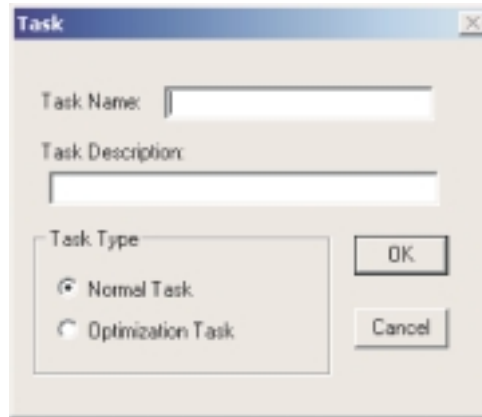 Task
Task Name:
Task Description:
Task Type
Normal Task
Optimization Task
OK
Cancel